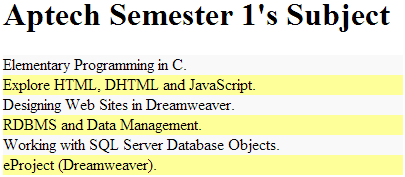 Aptech Semester 1's Subject
Elementary Programming in C.
Explore HTML, DHTML and JavaScript.
Designing Web Sites in Dreamweaver.
RDBMS and Data Management.
Working with SQL Server Database Objects.
eProject (Dreamweaver).